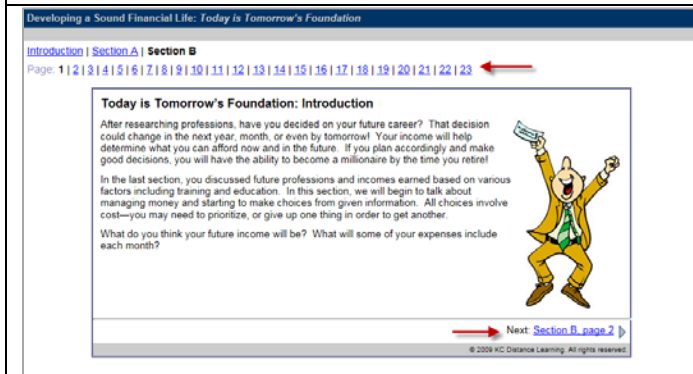 Developing a Sound Financial Life: Today is Tomorrow's Foundation
Introduction | Section A | Section B
Page: 1 | 2 | 3 | 4 | 5 | 6 | 7 | 8 | 9 | 10 | 11 | 12 | 13 | 14 | 15 | 16 | 17 | 18 | 19 | 20 | 21 | 22 | 23
Today is Tomorrow's Foundation: Introduction
After researching professions, have you decided on your future career? That decision
could change in the next year, month, or even by tomorrow! Your income will help
determine what you can afford now and in the future. If you plan accordingly and make
good decisions, you will have the ability to become a millionaire by the time you retire!
In the last section, you discussed future professions and incomes earned based on various
factors including training and education. In this section, we will begin to talk about
managing money and starting to make choices from given information. All choices involve
cost—you may need to prioritize, or give up one thing in order to get another.
What do you think your future income will be? What will some of your expenses include
each month?
Next: Section B, page 2
© 2009 KC Distance Learning. All rights reserved.